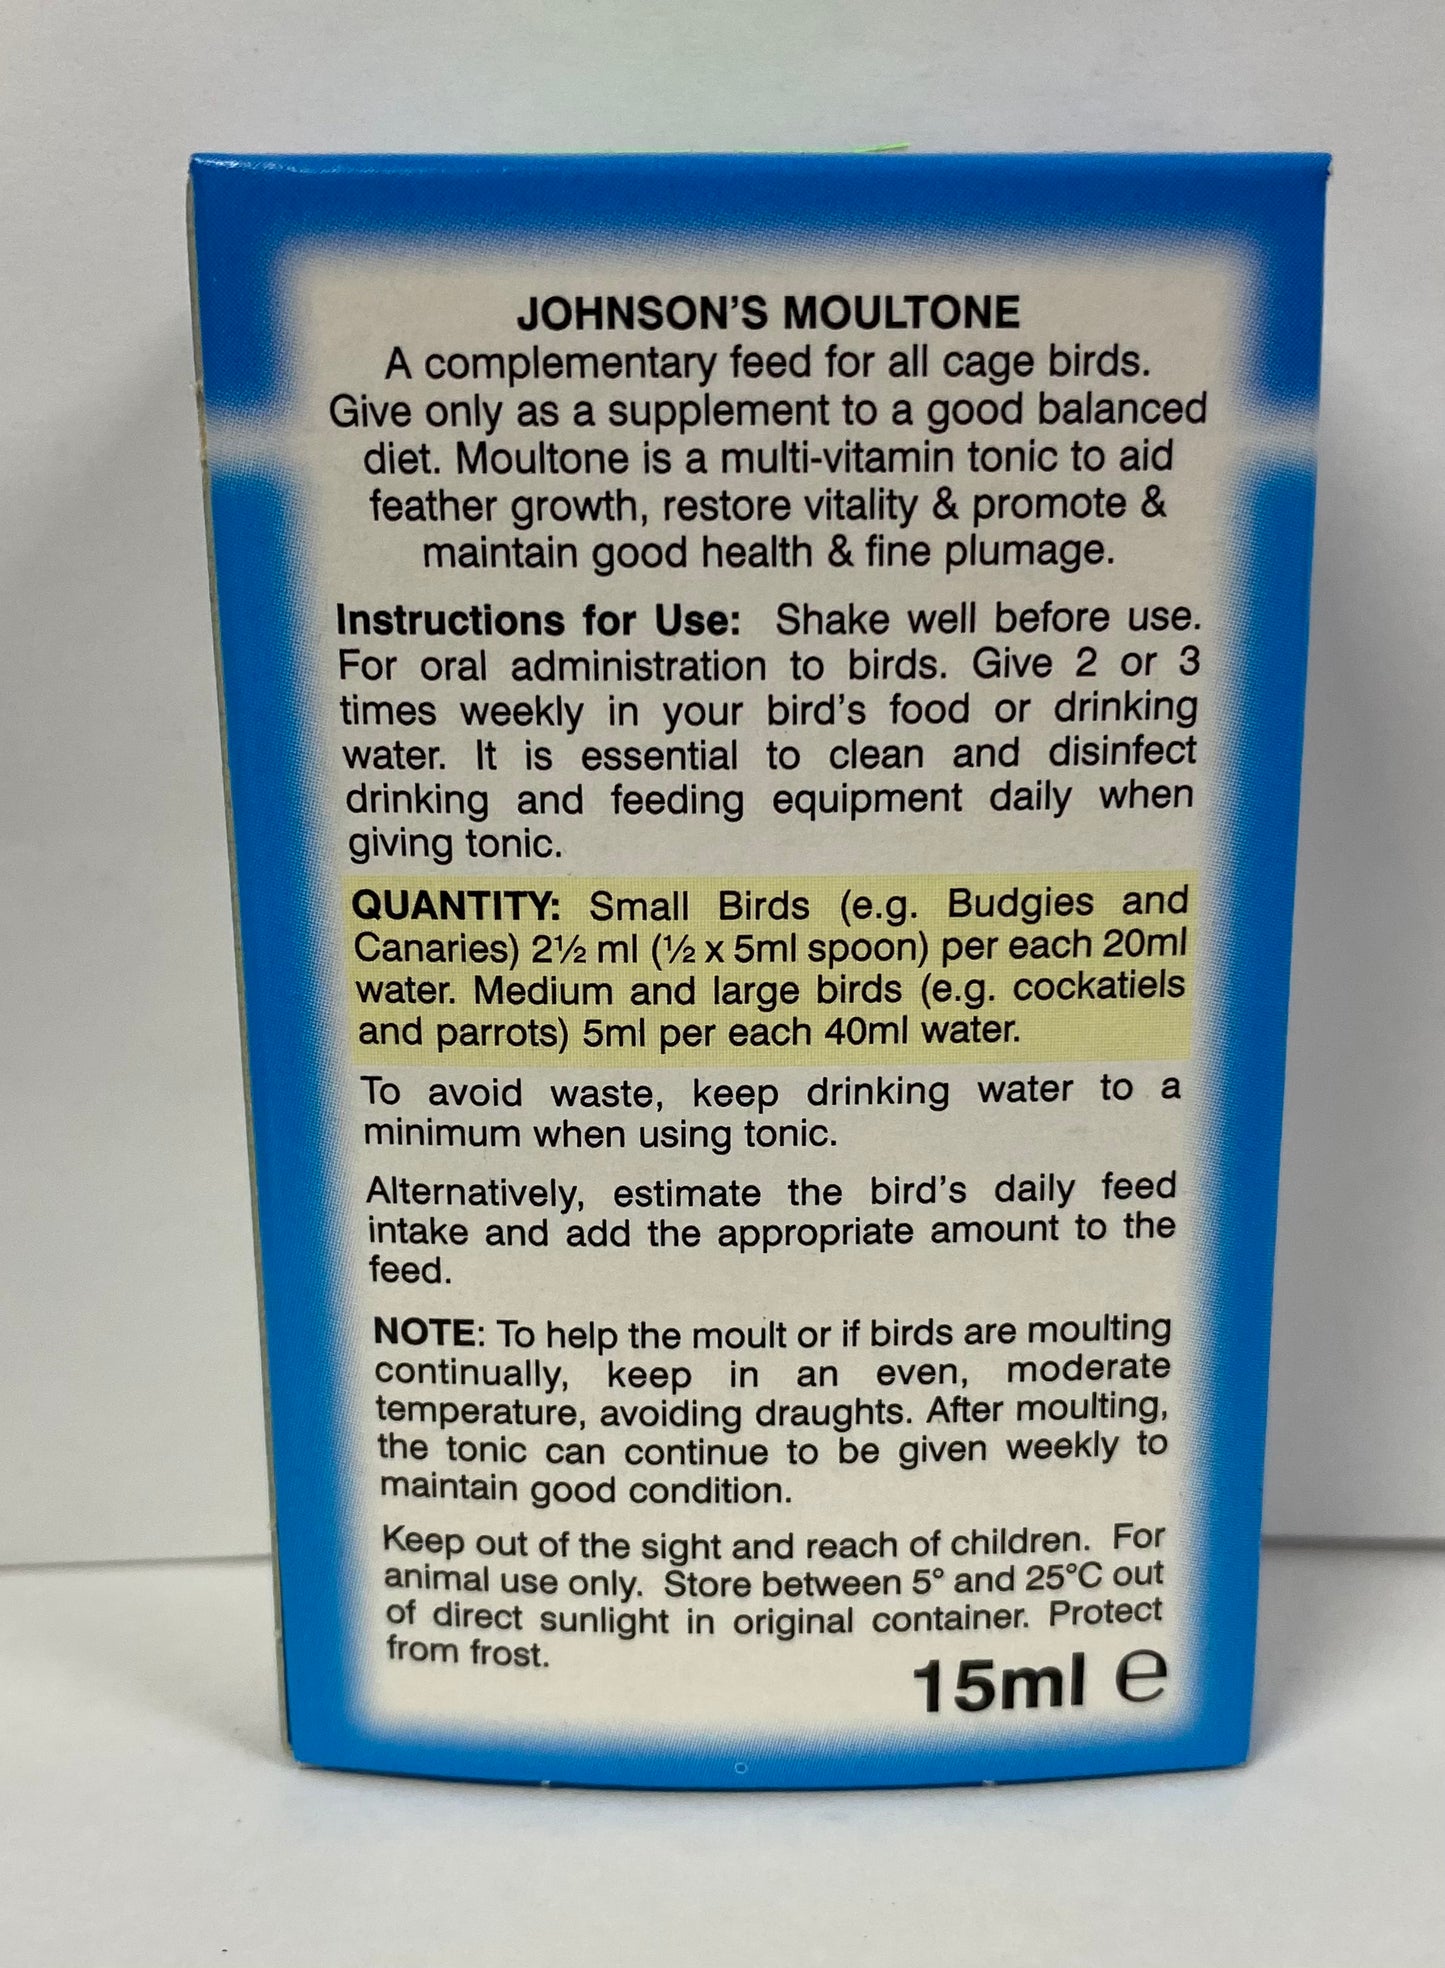 JOHNSON'S MOULTONE
A complementary feed for all cage birds.
Give only as a supplement to a good balanced
diet. Moultone is a multi-vitamin tonic to aid
feather growth, restore vitality & promote &
maintain good health & fine plumage.
Instructions for Use: Shake well before use.
For oral administration to birds. Give 2 or 3
times weekly in your bird's food or drinking
water. It is essential to clean and disinfect
drinking and feeding equipment daily when
giving tonic.
QUANTITY: Small Birds (e.g. Budgies and
Canaries) 2½ ml (½ x 5ml spoon) per each 20ml
water. Medium and large birds (e.g. cockatiels
and parrots) 5ml per each 40ml water.
To avoid waste, keep drinking water to a
minimum when using tonic.
Alternatively, estimate the bird's daily feed
intake and add the appropriate amount to the
feed.
NOTE: To help the moult or if birds are moulting
continually, keep in an even, moderate
temperature, avoiding draughts. After moulting,
the tonic can continue to be given weekly to
maintain good condition.
Keep out of the sight and reach of children. For
animal use only. Store between 5° and 25°C out
of direct sunlight in original container. Protect
from frost.
15ml ℮